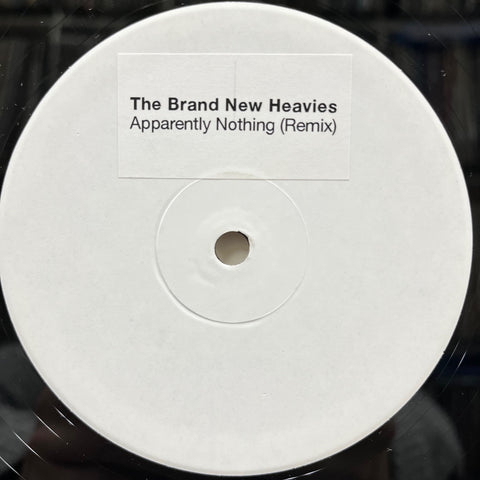 The Brand New Heavies
Apparently Nothing (Remix)